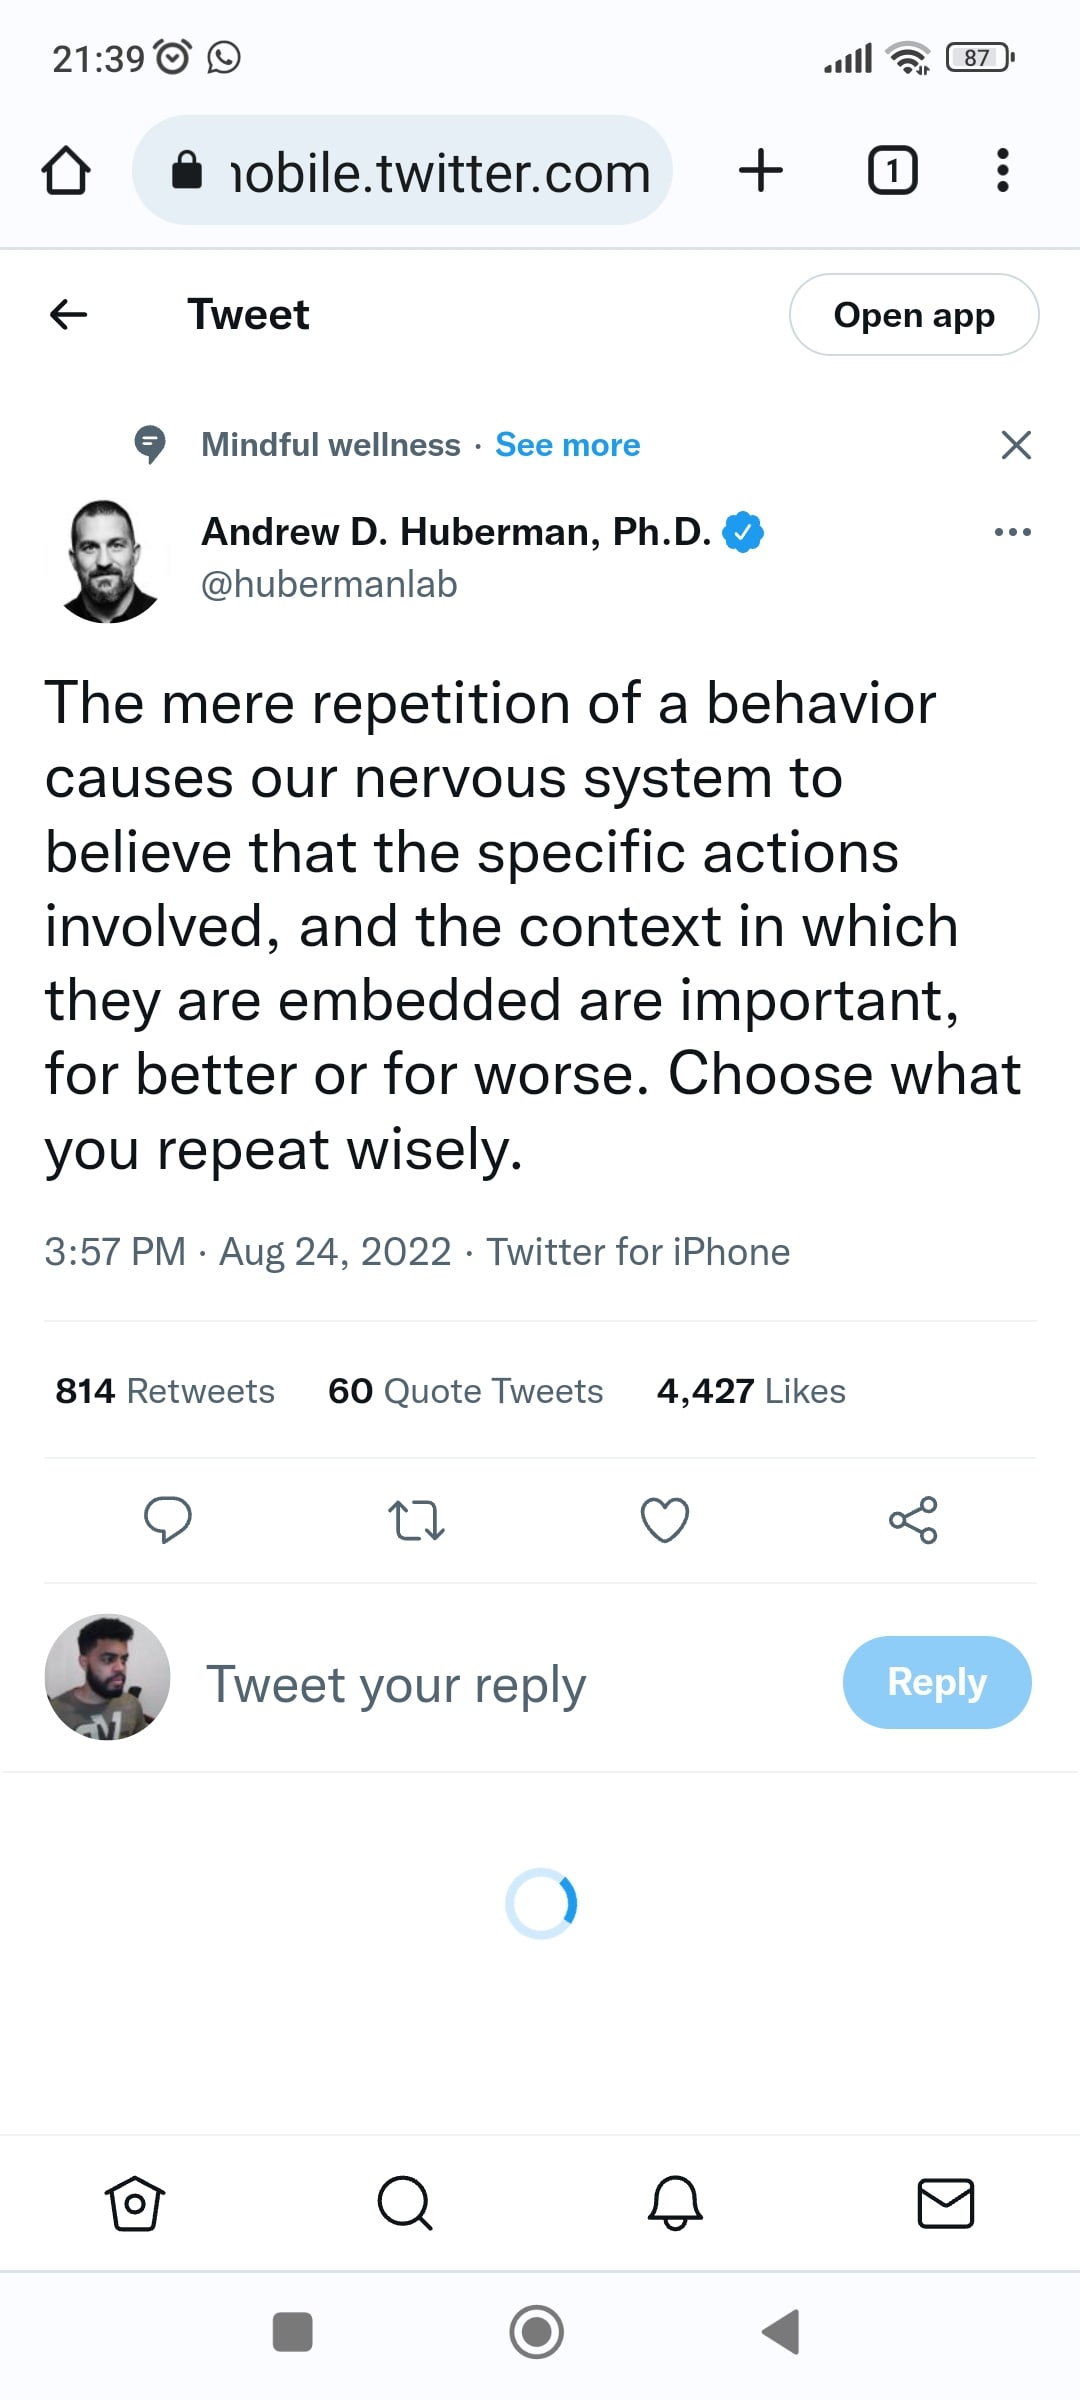 21:39
87
nobile.twitter.com
1
Tweet
Open app
Mindful wellness · See more
Andrew D. Huberman, Ph.D.
@hubermanlab
The mere repetition of a behavior
causes our nervous system to
believe that the specific actions
involved, and the context in which
they are embedded are important,
for better or for worse. Choose what
you repeat wisely.
3:57 PM · Aug 24, 2022 · Twitter for iPhone
814 Retweets 60 Quote Tweets 4,427 Likes
Tweet your reply
Reply